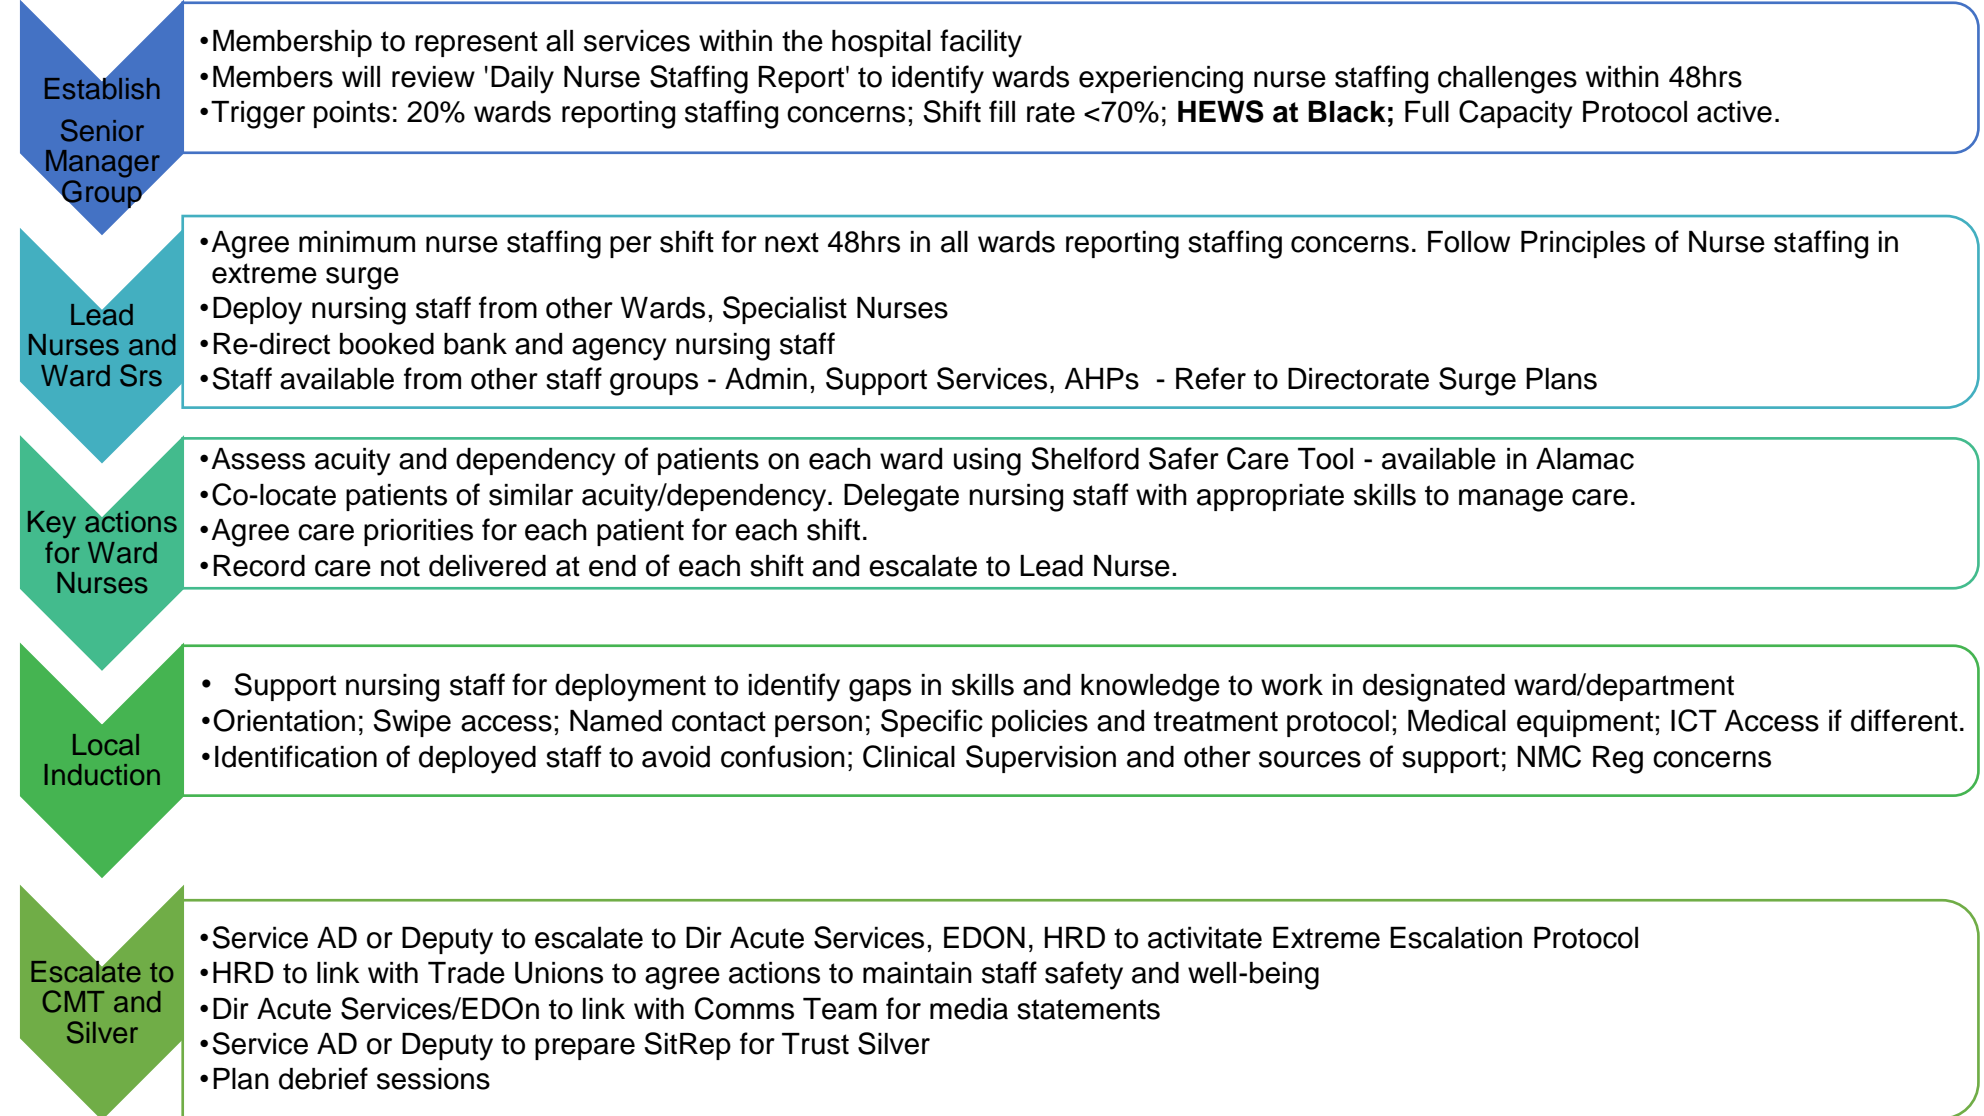 Establish
Senior
Manager
Group
•Membership to represent all services within the hospital facility
•Members will review 'Daily Nurse Staffing Report' to identify wards experiencing nurse staffing challenges within 48hrs
•Trigger points: 20% wards reporting staffing concerns; Shift fill rate <70%; HEWS at Black; Full Capacity Protocol active.
Lead
Nurses and
Ward Srs
•Agree minimum nurse staffing per shift for next 48hrs in all wards reporting staffing concerns. Follow Principles of Nurse staffing in
extreme surge
•Deploy nursing staff from other Wards, Specialist Nurses
•Re-direct booked bank and agency nursing staff
•Staff available from other staff groups - Admin, Support Services, AHPs - Refer to Directorate Surge Plans
Key actions
for Ward
Nurses
•Assess acuity and dependency of patients on each ward using Shelford Safer Care Tool - available in Alamac
•Co-locate patients of similar acuity/dependency. Delegate nursing staff with appropriate skills to manage care.
•Agree care priorities for each patient for each shift.
•Record care not delivered at end of each shift and escalate to Lead Nurse.
Local
Induction
• Support nursing staff for deployment to identify gaps in skills and knowledge to work in designated ward/department
•Orientation; Swipe access; Named contact person; Specific policies and treatment protocol; Medical equipment; ICT Access if different.
•Identification of deployed staff to avoid confusion; Clinical Supervision and other sources of support; NMC Reg concerns
Escalate to
CMT and
Silver
•Service AD or Deputy to escalate to Dir Acute Services, EDON, HRD to activitate Extreme Escalation Protocol
•HRD to link with Trade Unions to agree actions to maintain staff safety and well-being
•Dir Acute Services/EDOn to link with Comms Team for media statements
•Service AD or Deputy to prepare SitRep for Trust Silver
•Plan debrief sessions